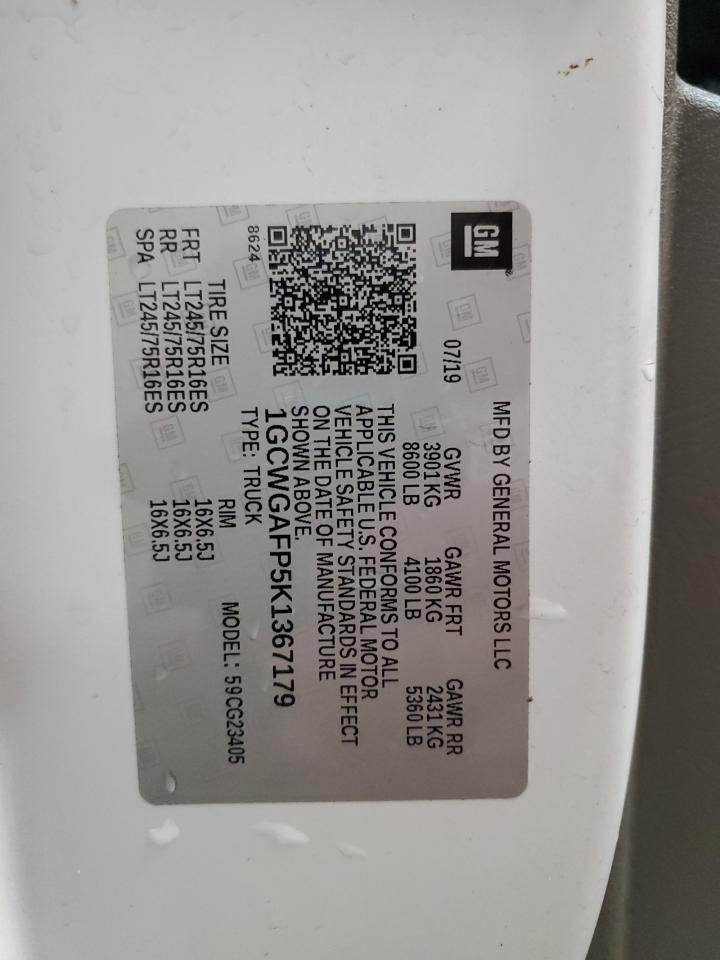 GM
MFD BY GENERAL MOTORS LLC
07/19
GVWR GAWR FRT GAWR RR
3901 KG 1860 KG 2431 KG
8600 LB 4100 LB 5360 LB
THIS VEHICLE CONFORMS TO ALL
APPLICABLE U.S. FEDERAL MOTOR
VEHICLE SAFETY STANDARDS IN EFFECT
ON THE DATE OF MANUFACTURE
SHOWN ABOVE.
1GCWGAFP5K1367179
8624
TYPE: TRUCK MODEL: 59CG23405
TIRE SIZE RIM
FRT LT245/75R16ES 16X6.5J
RR LT245/75R16ES 16X6.5J
SPA LT245/75R16ES 16X6.5J